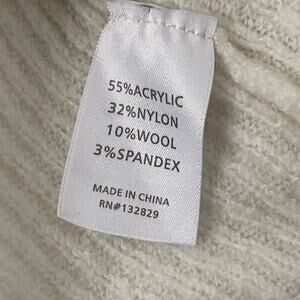 55%ACRYLIC
32%NYLON
10%WOOL
3%SPANDEX
MADE IN CHINA
RN#132829